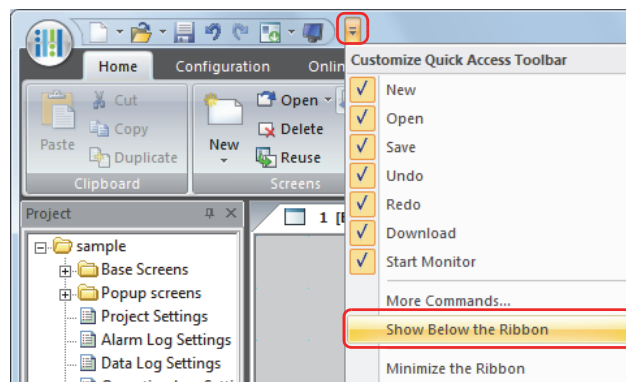 Home Configuration Onlin
Customize Quick Access Toolbar
New
Open
Save
Undo
Redo
Download
Start Monitor
More Commands...
Show Below the Ribbon
Minimize the Ribbon
Paste
Cut
Copy
Duplicate
Clipboard
New
Open
Delete
Reuse
Screens
Project
1 [
sample
Base Screens
Popup screens
Project Settings
Alarm Log Settings
Data Log Settings